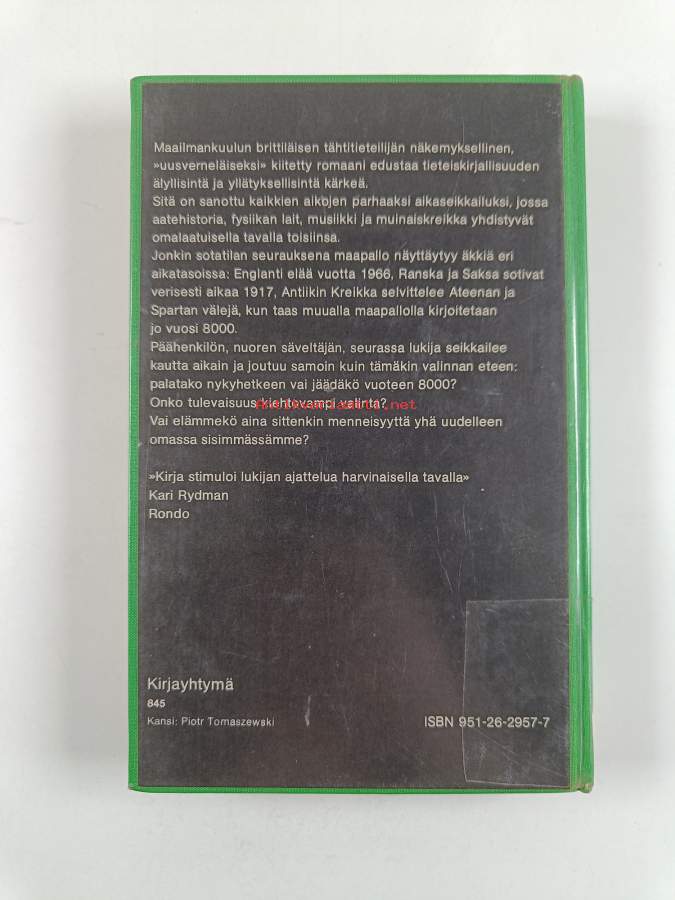 Maailmankuulun brittiläisen tähtitieteilijän näkemyksellinen,
»uusverneläiseksi» kiitetty romaani edustaa tieteiskirjallisuuden
älyllisintä ja yllätyksellisintä kärkeä.
Sitä on sanottu kaikkien aikojen parhaaksi aikaseikkailuksi, jossa
aatehistoria, fysiikan lait, musiikki ja muinaiskreikka yhdistyvät
omalaatuisella tavalla toisiinsa.
Jonkin sotatilan seurauksena maapallo näyttäytyy äkkiä eri
aikatasoissa: Englanti elää vuotta 1966, Ranska ja Saksa sotivat
verisesti aikaa 1917, Antiikin Kreikka selvittelee Ateenan ja
Spartan välejä, kun taas muualla maapallolla kirjoitetaan
jo vuosi 8000.
Päähenkilön, nuoren säveltäjän, seurassa lukija seikkailee
kautta aikain ja joutuu samoin kuin tämäkin valinnan eteen:
palatako nykyhetkeen vai jäädäkö vuoteen 8000?
Onko tulevaisuus kiehtovampi valinta?
Antikvariaatti.net
Vai elämmekö aina sittenkin menneisyyttä yhä uudelleen
omassa sisimmässämme?
»Kirja stimuloi lukijan ajattelua harvinaisella tavalla»
Kari Rydman
Rondo
Kirjayhtymä
845
Kansi: Piotr Tomaszewski
ISBN 951-26-2957-7